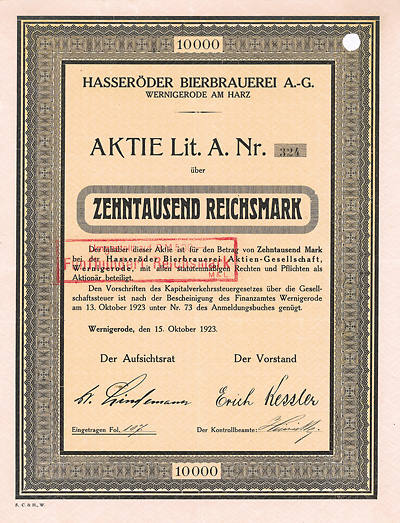 10000
HASSERÖDER BIERBRAUEREI A.-G.
WERNIGERODE AM HARZ
AKTIE Lit. A. Nr. 324
über
ZEHNTAUSEND REICHSMARK
Der Inhaber dieser Aktie ist für den Betrag von Zehntausend Mark
bei der Hasseröder Bierbrauerei Aktien-Gesellschaft,
Wernigerode, mit allen statutenmäßigen Rechten und Pflichten als
Aktionär beteiligt.
Den Vorschriften des Kapitalverkehrssteuergesetzes über die Gesell-
schaftssteuer ist nach der Bescheinigung des Finanzamtes Wernigerode
am 13. Oktober 1923 unter Nr. 73 des Anmeldungsbuches genügt.
Wernigerode, den 15. Oktober 1923.
Der Aufsichtsrat Der Vorstand
Erich Kessler
Eingetragen Fol. 107. Der Kontrollbeamte:
10000
S. C. & H., W.